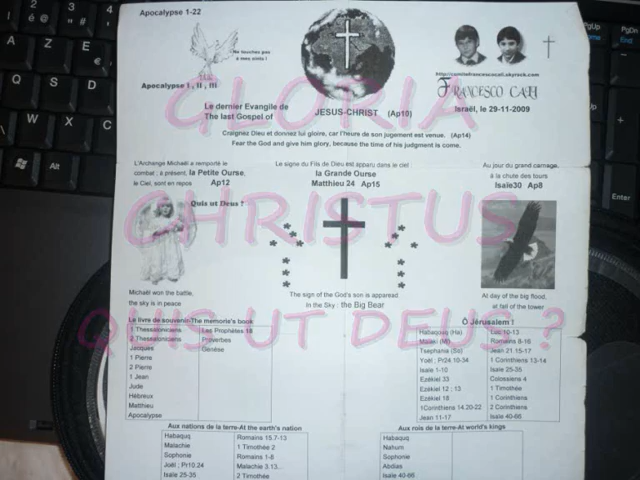 Apocalypse 1-22
Ne touches pas
à mes oints !
Apocalypse I , II , III
http://camillefrancescocali.skyrock.com
Israël, le 29-11-2009
Le dernier Evangile de
The last Gospel of
JESUS-CHRIST (Ap10)
GLORIA
Craignez Dieu et donnez lui gloire, car l'heure de son jugement est venue. (Ap14)
Fear the God and give him glory, because the time of his judgment is come.
L'Archange Michaël a remporté le
combat ; à présent, la Petite Ourse,
le Ciel, sont en repos Ap12
Le signe du Fils de Dieu est apparu dans le ciel :
la Grande Ourse
Matthieu 24 Ap15
Au jour du grand carnage,
à la chute des tours
Isaïe30 Ap8
Quis ut Deus ?
CHRISTUS
Michaël won the battle,
the sky is in peace
The sign of the God's son is apparead
In the Sky : the Big Bear
At day of the big flood,
at fall of the tower
QUIS UT DEUS ?
Le livre de souvenir-The memorie's book
1 Thessaloniciens Les Prophètes 18
2 Thessaloniciens Proverbes
Jacques Genèse
1 Pierre
2 Pierre
1 Jean
Jude
Hébreux
Matthieu
Apocalypse
Ô Jérusalem !
Habaquq (Ha) Luc 10-13
Malaki (Ml) Romains 8-16
Tsephania (So) Jean 21.15-17
Yoël ; Pr24.10-34 1 Corinthiens 13-14
Isaïe 1-10 Isaïe 25-35
Ezékiel 33 Colossiens 4
Ezékiel 12 ; 13 1 Timothée
Ezékiel 18 1 Corinthiens
1Corinthiens 14.20-22 2 Corinthiens
Jean 11-17 Isaïe 40-66
Aux nations de la terre-At the earth's nation
Habaquq Romains 15.7-13
Malachie 1 Timothée 2
Sophonie Romains 1-8
Joël ; Pr10.24 Malachie 3.13...
Isaïe 25-35
Aux rois de la terre-At world's kings
Habaquq
Nahum
Sophonie
Abdias
Isaïe 40-66